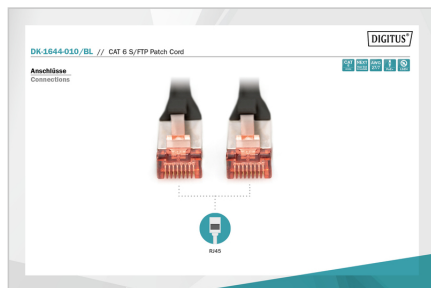 DIGITUS®
DK-1644-010/BL // CAT 6 S/FTP Patch Cord
Anschlüsse
Connections
RJ45